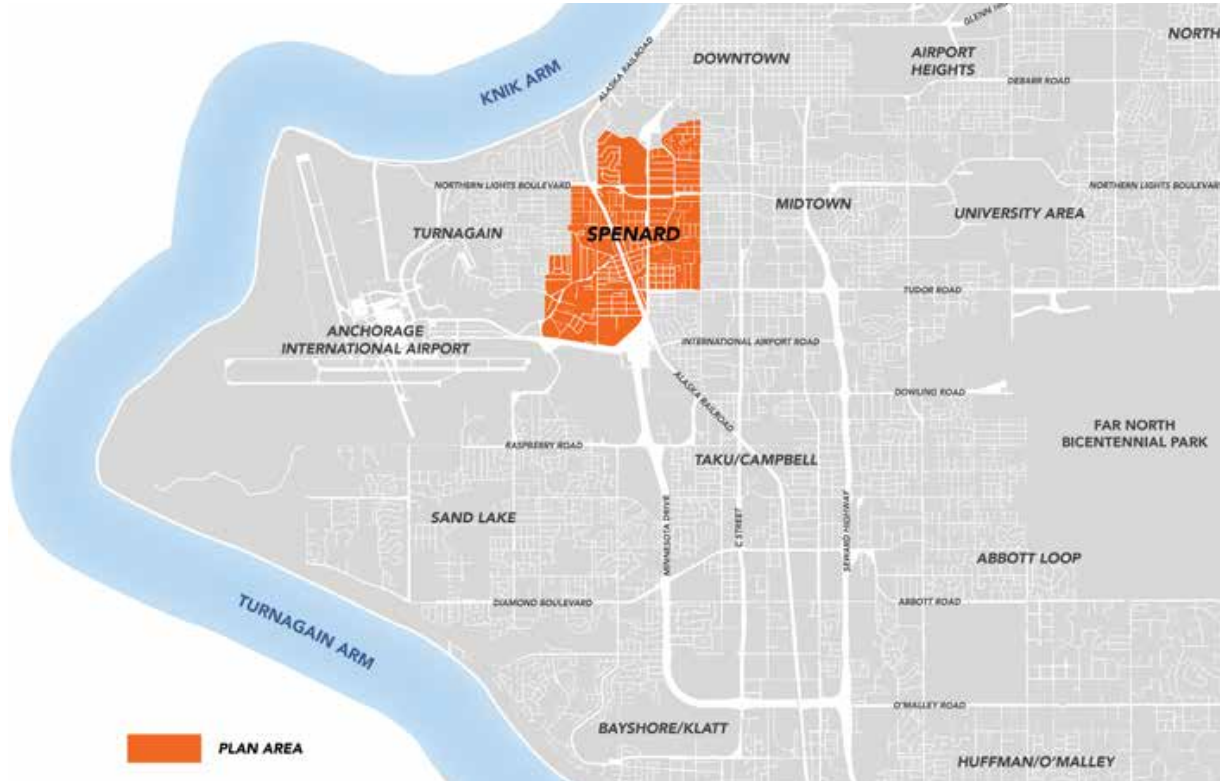 GLENN
NORTH
ALASKA RAILROAD
DOWNTOWN
AIRPORT
HEIGHTS
DEBARR ROAD
KNIK ARM
NORTHERN LIGHTS BOULEVARD
NORTHERN LIGHTS BOULEVAR
MIDTOWN
UNIVERSITY AREA
TURNAGAIN
SPENARD
TUDOR ROAD
ANCHORAGE
INTERNATIONAL AIRPORT
INTERNATIONAL AIRPORT ROAD
ALASKA RAILROAD
DOWLING ROAD
FAR NORTH
BICENTENNIAL PARK
RASPBERRY ROAD
TAKU/CAMPBELL
SAND LAKE
MINNESOTA DRIVE
C STREET
SEWARD HIGHWAY
ABBOTT LOOP
DIAMOND BOULEVARD
ABBOTT ROAD
TURNAGAIN ARM
O'MALLEY ROAD
BAYSHORE/KLATT
PLAN AREA
HUFFMAN/O'MALLEY